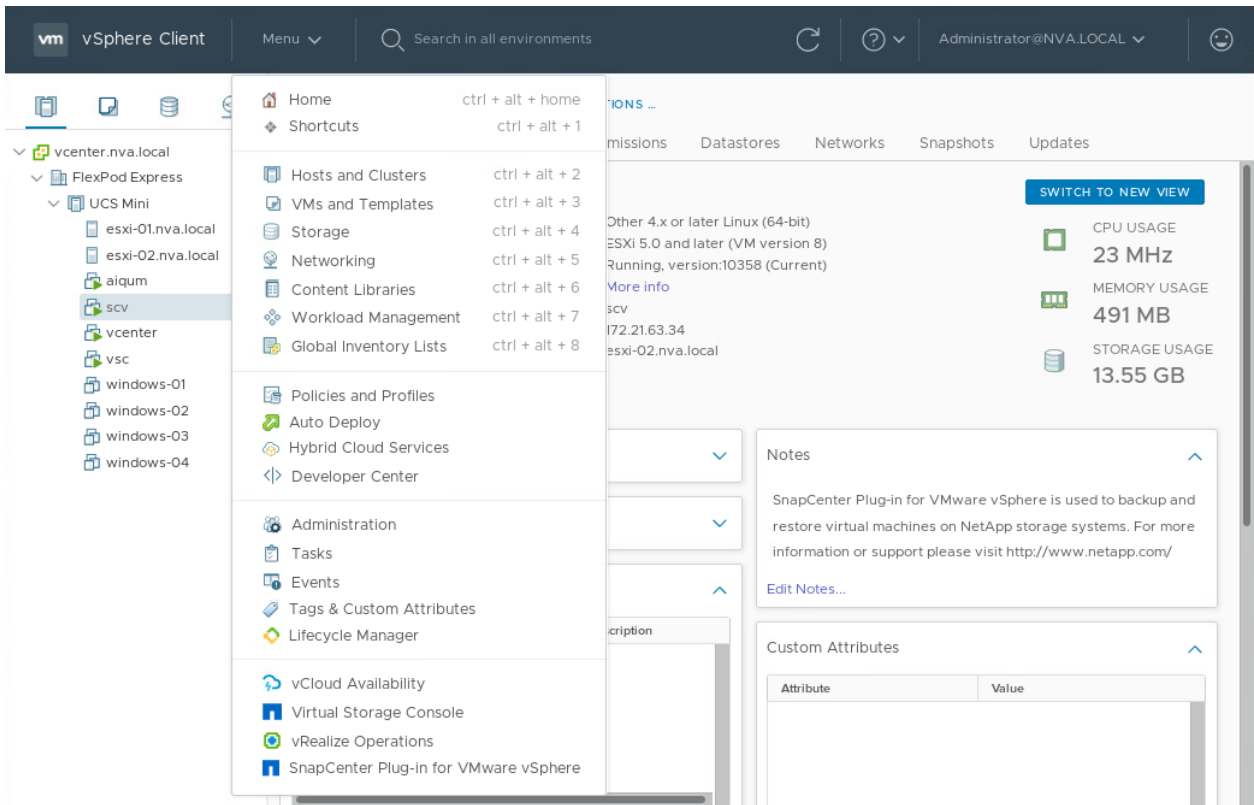 vm vSphere Client Menu Search in all environments Administrator@NVA.LOCAL
vcenter.nva.local
FlexPod Express
UCS Mini
esxi-01.nva.local
esxi-02.nva.local
aiqum
scv
vcenter
vsc
windows-01
windows-02
windows-03
windows-04
Home ctrl + alt + home
Shortcuts ctrl + alt + 1
Hosts and Clusters ctrl + alt + 2
VMs and Templates ctrl + alt + 3
Storage ctrl + alt + 4
Networking ctrl + alt + 5
Content Libraries ctrl + alt + 6
Workload Management ctrl + alt + 7
Global Inventory Lists ctrl + alt + 8
Policies and Profiles
Auto Deploy
Hybrid Cloud Services
Developer Center
Administration
Tasks
Events
Tags & Custom Attributes
Lifecycle Manager
vCloud Availability
Virtual Storage Console
vRealize Operations
SnapCenter Plug-in for VMware vSphere
IONS ...
missions Datastores Networks Snapshots Updates
SWITCH TO NEW VIEW
Other 4.x or later Linux (64-bit)
ESXi 5.0 and later (VM version 8)
Running, version:10358 (Current)
More info
scv
172.21.63.34
esxi-02.nva.local
CPU USAGE
23 MHz
MEMORY USAGE
491 MB
STORAGE USAGE
13.55 GB
Notes
SnapCenter Plug-in for VMware vSphere is used to backup and
restore virtual machines on NetApp storage systems. For more
information or support please visit http://www.netapp.com/
Edit Notes...
cription
Custom Attributes
Attribute Value